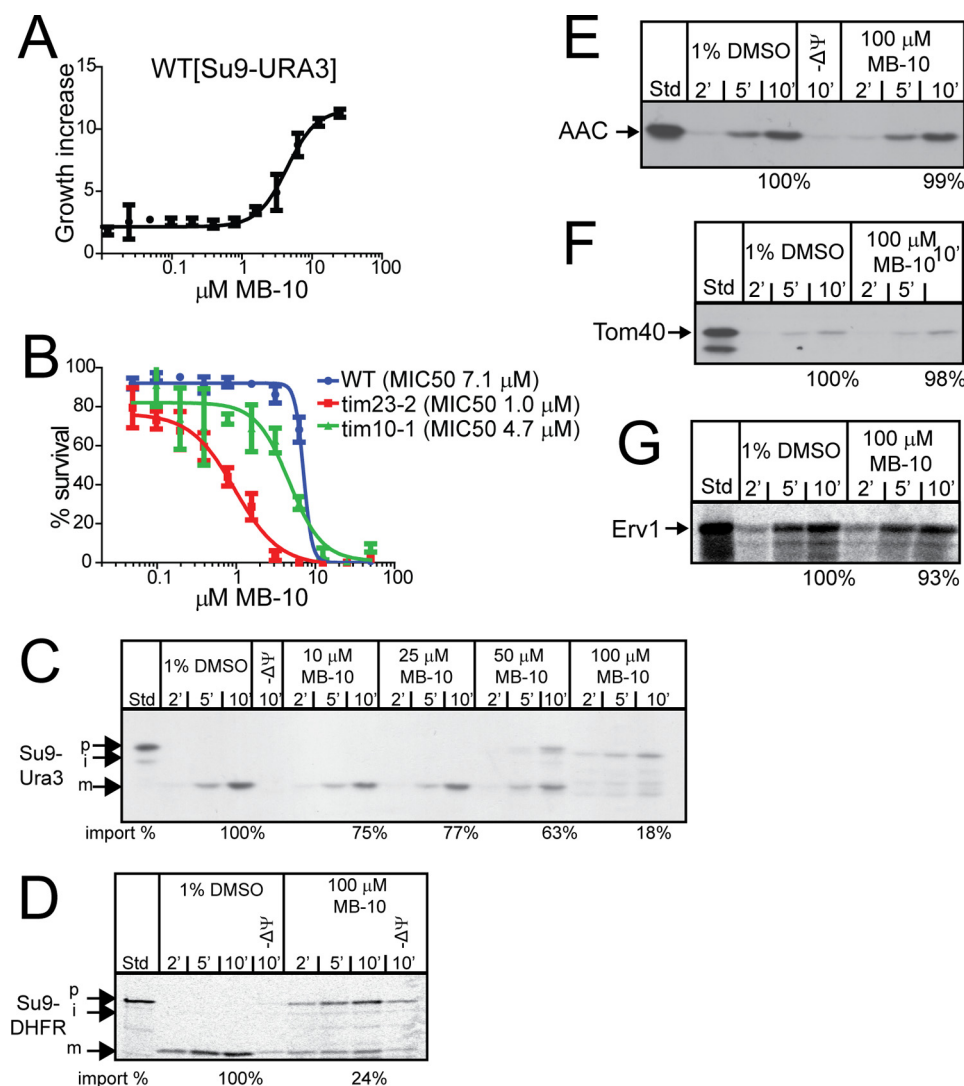 A
WT[Su9-URA3]
Growth increase
15
10
5
0
0.1 1 10 100
μM MB-10
B
% survival
100
80
60
40
20
0
0.1 1 10 100
μM MB-10
WT (MIC50 7.1 μM)
tim23-2 (MIC50 1.0 μM)
tim10-1 (MIC50 4.7 μM)
C
1% DMSO -ΔΨ 10 μM MB-10 25 μM MB-10 50 μM MB-10 100 μM MB-10
Std 2’ 5’ 10’ 10’ 2’ 5’ 10’ 2’ 5’ 10’ 2’ 5’ 10’ 2’ 5’ 10’
Su9-
Ura3
p
i
m
import % 100% 75% 77% 63% 18%
D
1% DMSO 100 μM
MB-10
-ΔΨ -ΔΨ
Std 2’ 5’ 10’ 10’ 2’ 5’ 10’ 10’
Su9-
DHFR
p
i
m
import % 100% 24%
E
1% DMSO -ΔΨ 100 μM
MB-10
Std 2’ 5’ 10’ 10’ 2’ 5’ 10’
AAC
100% 99%
F
1% DMSO 100 μM
MB-10
Std 2’ 5’ 10’ 2’ 5’ 10’
Tom40
100% 98%
G
1% DMSO 100 μM
MB-10
Std 2’ 5’ 10’ 2’ 5’ 10’
Erv1
100% 93%